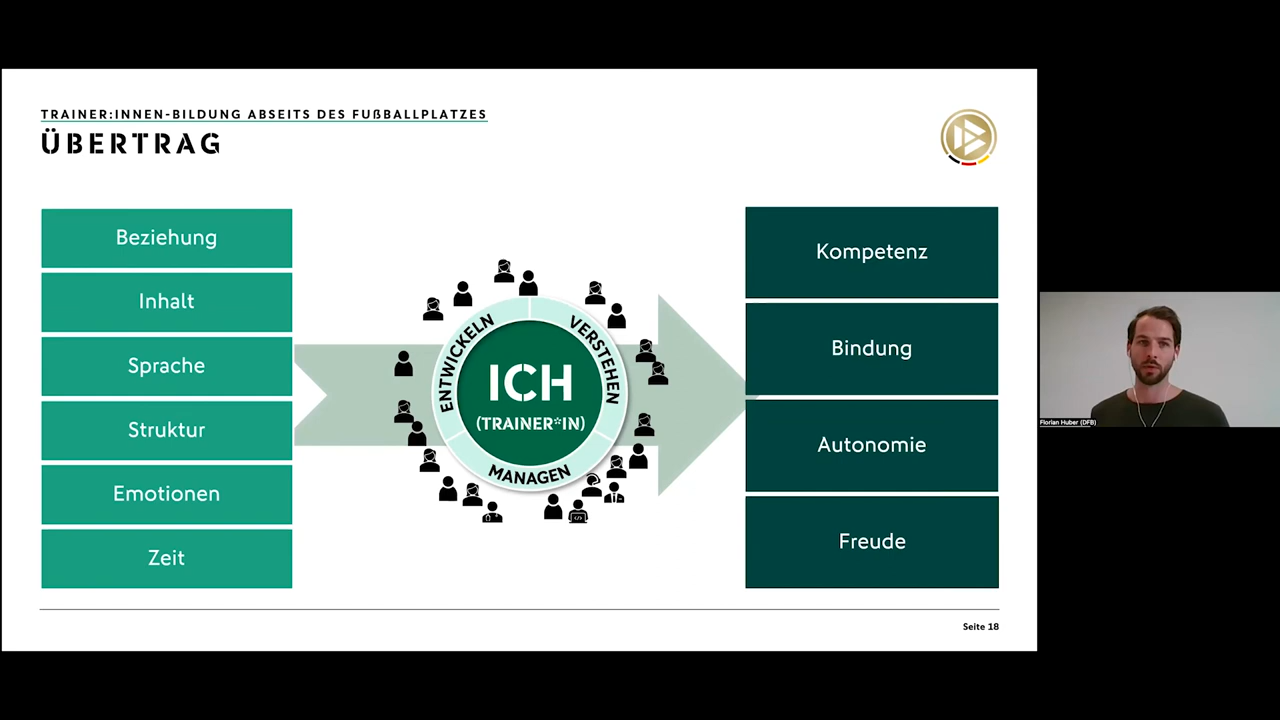 TRAINER:INNEN-BILDUNG ABSEITS DES FUßBALLPLATZES
ÜBERTRAG
Beziehung
Inhalt
Sprache
Struktur
Emotionen
Zeit
ENTWICKELN
VERSTEHEN
ICH
(TRAINER*IN)
MANAGEN
Kompetenz
Bindung
Autonomie
Freude
Seite 18
Florian Huber (DFB)